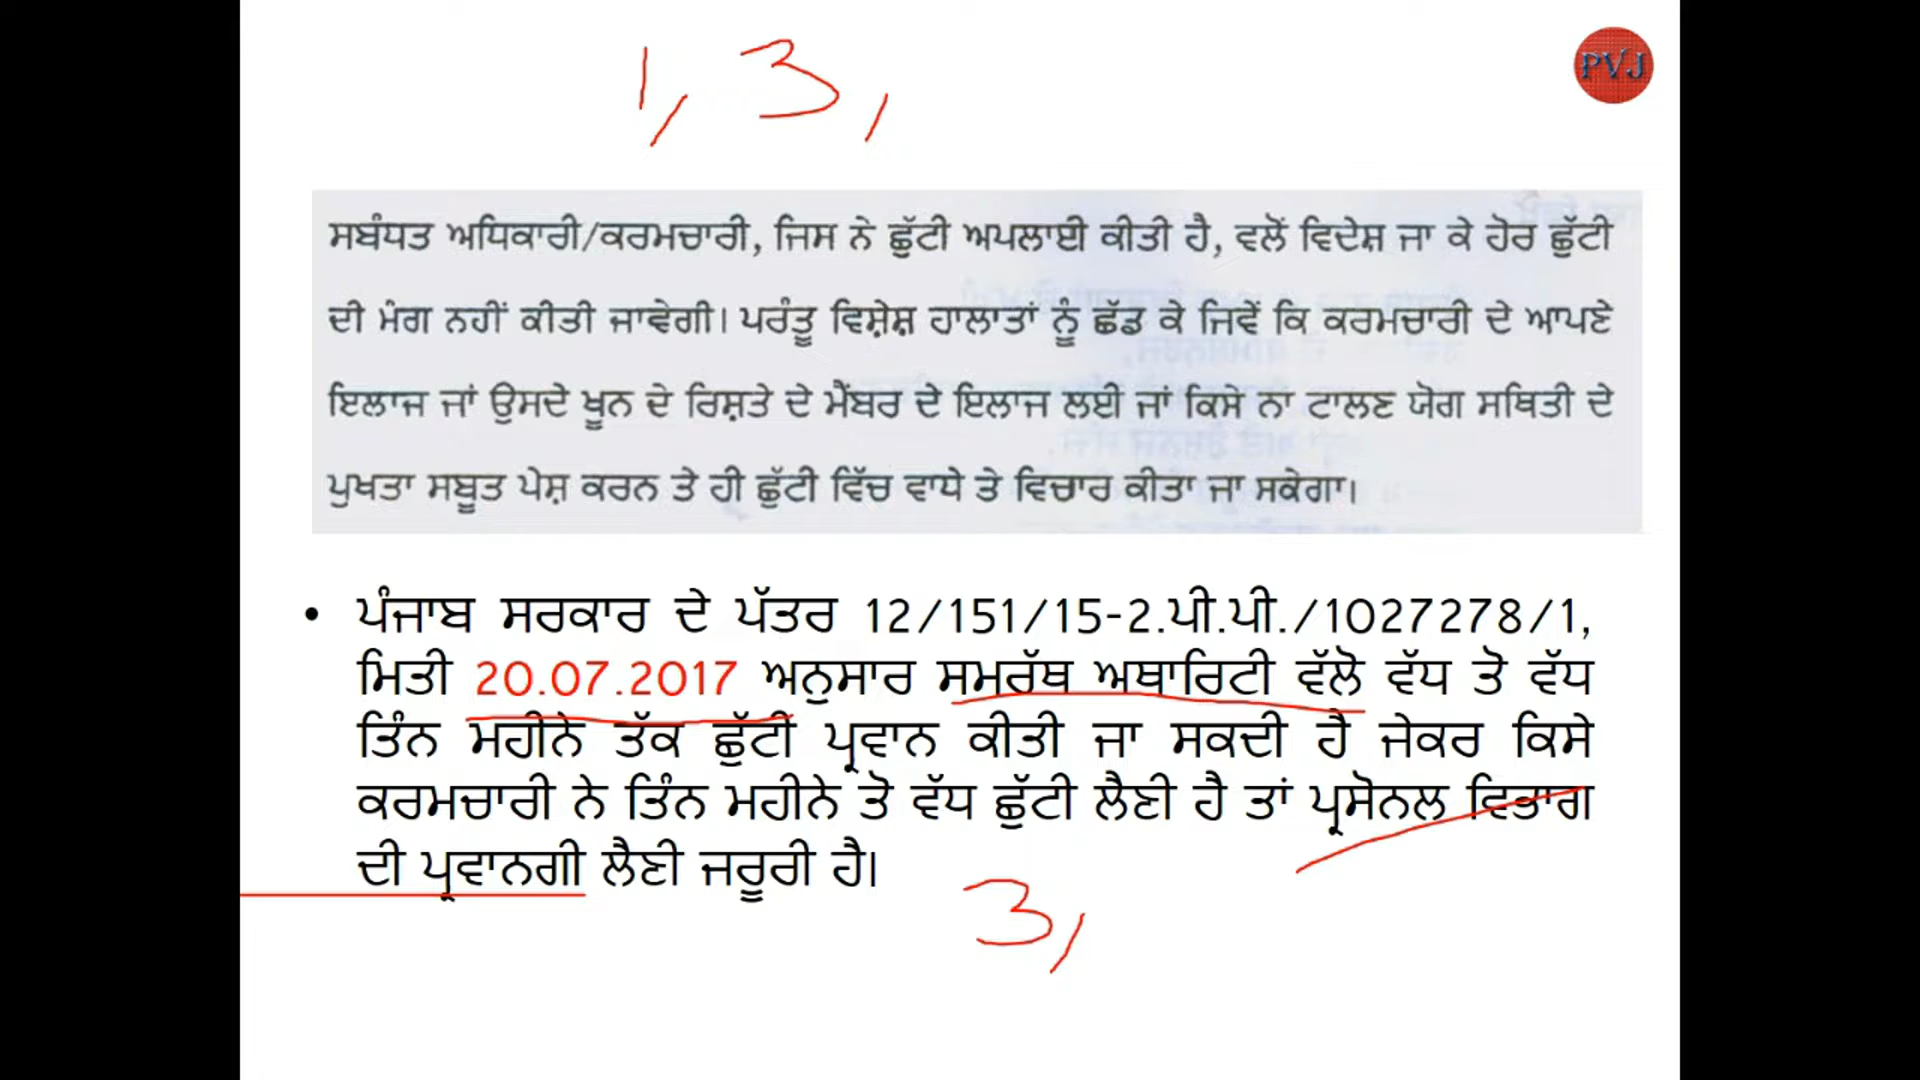 1, 3,
PVJ
ਸਬੰਧਤ ਅਧਿਕਾਰੀ/ਕਰਮਚਾਰੀ, ਜਿਸ ਨੇ ਛੁੱਟੀ ਅਪਲਾਈ ਕੀਤੀ ਹੈ, ਵਲੋਂ ਵਿਦੇਸ਼ ਜਾ ਕੇ ਹੋਰ ਛੁੱਟੀ
ਦੀ ਮੰਗ ਨਹੀਂ ਕੀਤੀ ਜਾਵੇਗੀ। ਪਰੰਤੂ ਵਿਸ਼ੇਸ਼ ਹਾਲਾਤਾਂ ਨੂੰ ਛੱਡ ਕੇ ਜਿਵੇਂ ਕਿ ਕਰਮਚਾਰੀ ਦੇ ਆਪਣੇ
ਇਲਾਜ ਜਾਂ ਉਸਦੇ ਖੂਨ ਦੇ ਰਿਸ਼ਤੇ ਦੇ ਮੈਂਬਰ ਦੇ ਇਲਾਜ ਲਈ ਜਾਂ ਕਿਸੇ ਨਾ ਟਾਲਣ ਯੋਗ ਸਥਿਤੀ ਦੇ
ਪੁਖਤਾ ਸਬੂਤ ਪੇਸ਼ ਕਰਨ ਤੇ ਹੀ ਛੁੱਟੀ ਵਿੱਚ ਵਾਧੇ ਤੇ ਵਿਚਾਰ ਕੀਤਾ ਜਾ ਸਕੇਗਾ।
• ਪੰਜਾਬ ਸਰਕਾਰ ਦੇ ਪੱਤਰ 12/151/15-2.ਪੀ.ਪੀ./1027278/1,
ਮਿਤੀ 20.07.2017 ਅਨੁਸਾਰ ਸਮਰੱਥ ਅਥਾਰਿਟੀ ਵੱਲੋ ਵੱਧ ਤੋ ਵੱਧ
ਤਿੰਨ ਮਹੀਨੇ ਤੱਕ ਛੁੱਟੀ ਪ੍ਰਵਾਨ ਕੀਤੀ ਜਾ ਸਕਦੀ ਹੈ ਜੇਕਰ ਕਿਸੇ
ਕਰਮਚਾਰੀ ਨੇ ਤਿੰਨ ਮਹੀਨੇ ਤੋ ਵੱਧ ਛੁੱਟੀ ਲੈਣੀ ਹੈ ਤਾਂ ਪ੍ਰਸੋਨਲ ਵਿਭਾਗ
ਦੀ ਪ੍ਰਵਾਨਗੀ ਲੈਣੀ ਜਰੂਰੀ ਹੈ।
3,